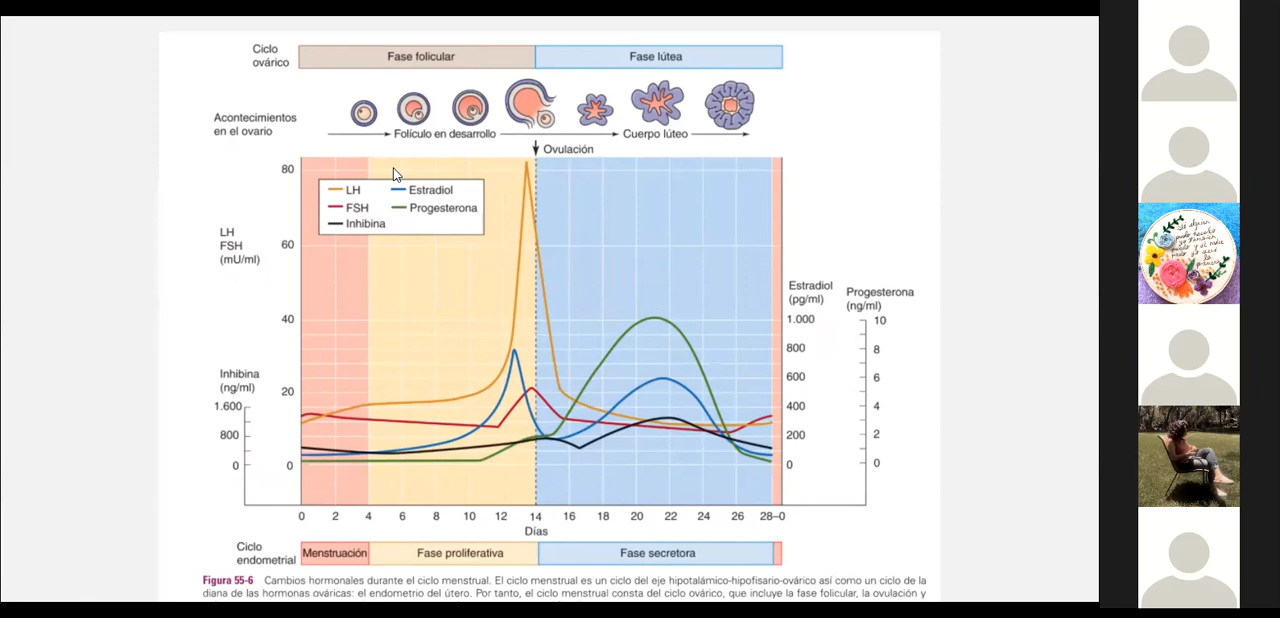 Ciclo
ovárico
Fase folicular
Fase lútea
Acontecimientos
en el ovario
Folículo en desarrollo
Cuerpo lúteo
Ovulación
LH
Estradiol
FSH
Progesterona
Inhibina
LH
FSH
(mU/ml)
80
60
40
20
0
Inhibina
(ng/ml)
1.600
800
0
Estradiol
(pg/ml)
1.000
800
600
400
200
0
Progesterona
(ng/ml)
10
8
6
4
2
0
0 2 4 6 8 10 12 14 16 18 20 22 24 26 28–0
Días
Ciclo
endometrial
Menstruación
Fase proliferativa
Fase secretora
Figura 55-6 Cambios hormonales durante el ciclo menstrual. El ciclo menstrual es un ciclo del eje hipotalámico-hipofisario-ovárico así como un ciclo de la
diana de las hormonas ováricas: el endometrio del útero. Por tanto, el ciclo menstrual consta del ciclo ovárico, que incluye la fase folicular, la ovulación y